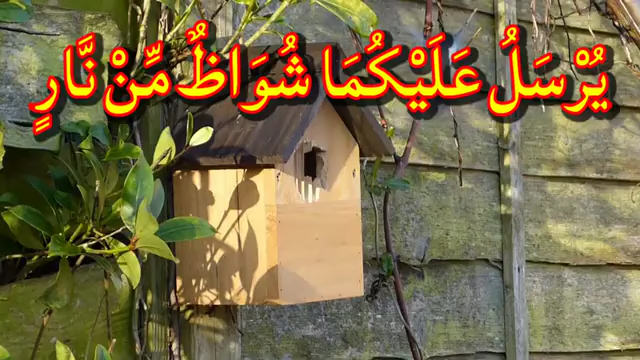 يُرْسَلُ عَلَيْكُمَا شُوَاظٌ مِّنْ نَّارٍ